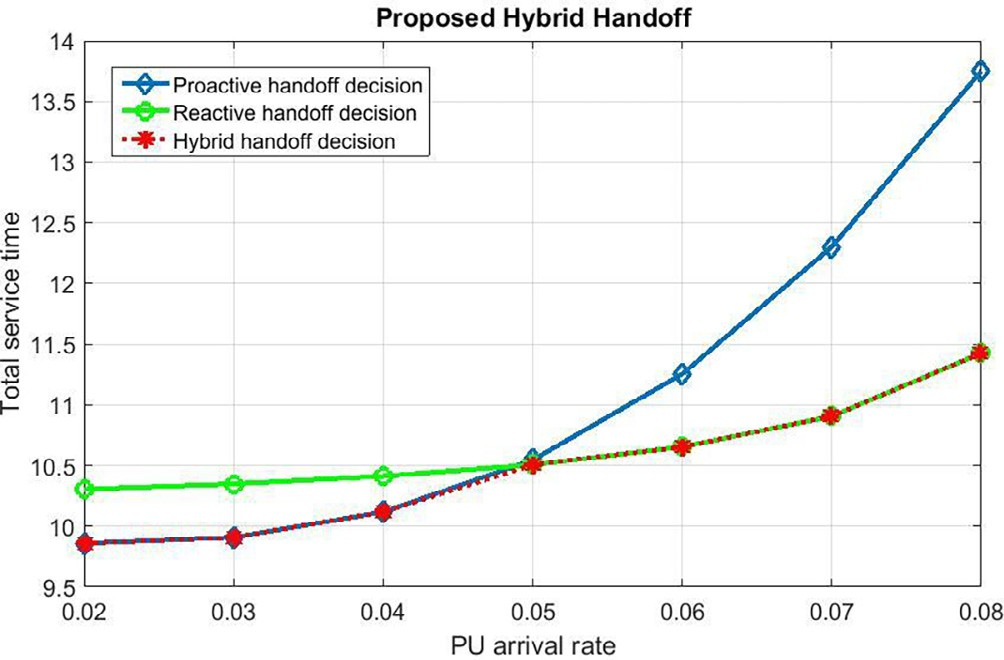 Proposed Hybrid Handoff
14
13.5
13
12.5
12
11.5
11
10.5
10
9.5
Total service time
Proactive handoff decision
Reactive handoff decision
Hybrid handoff decision
0.02 0.03 0.04 0.05 0.06 0.07 0.08
PU arrival rate